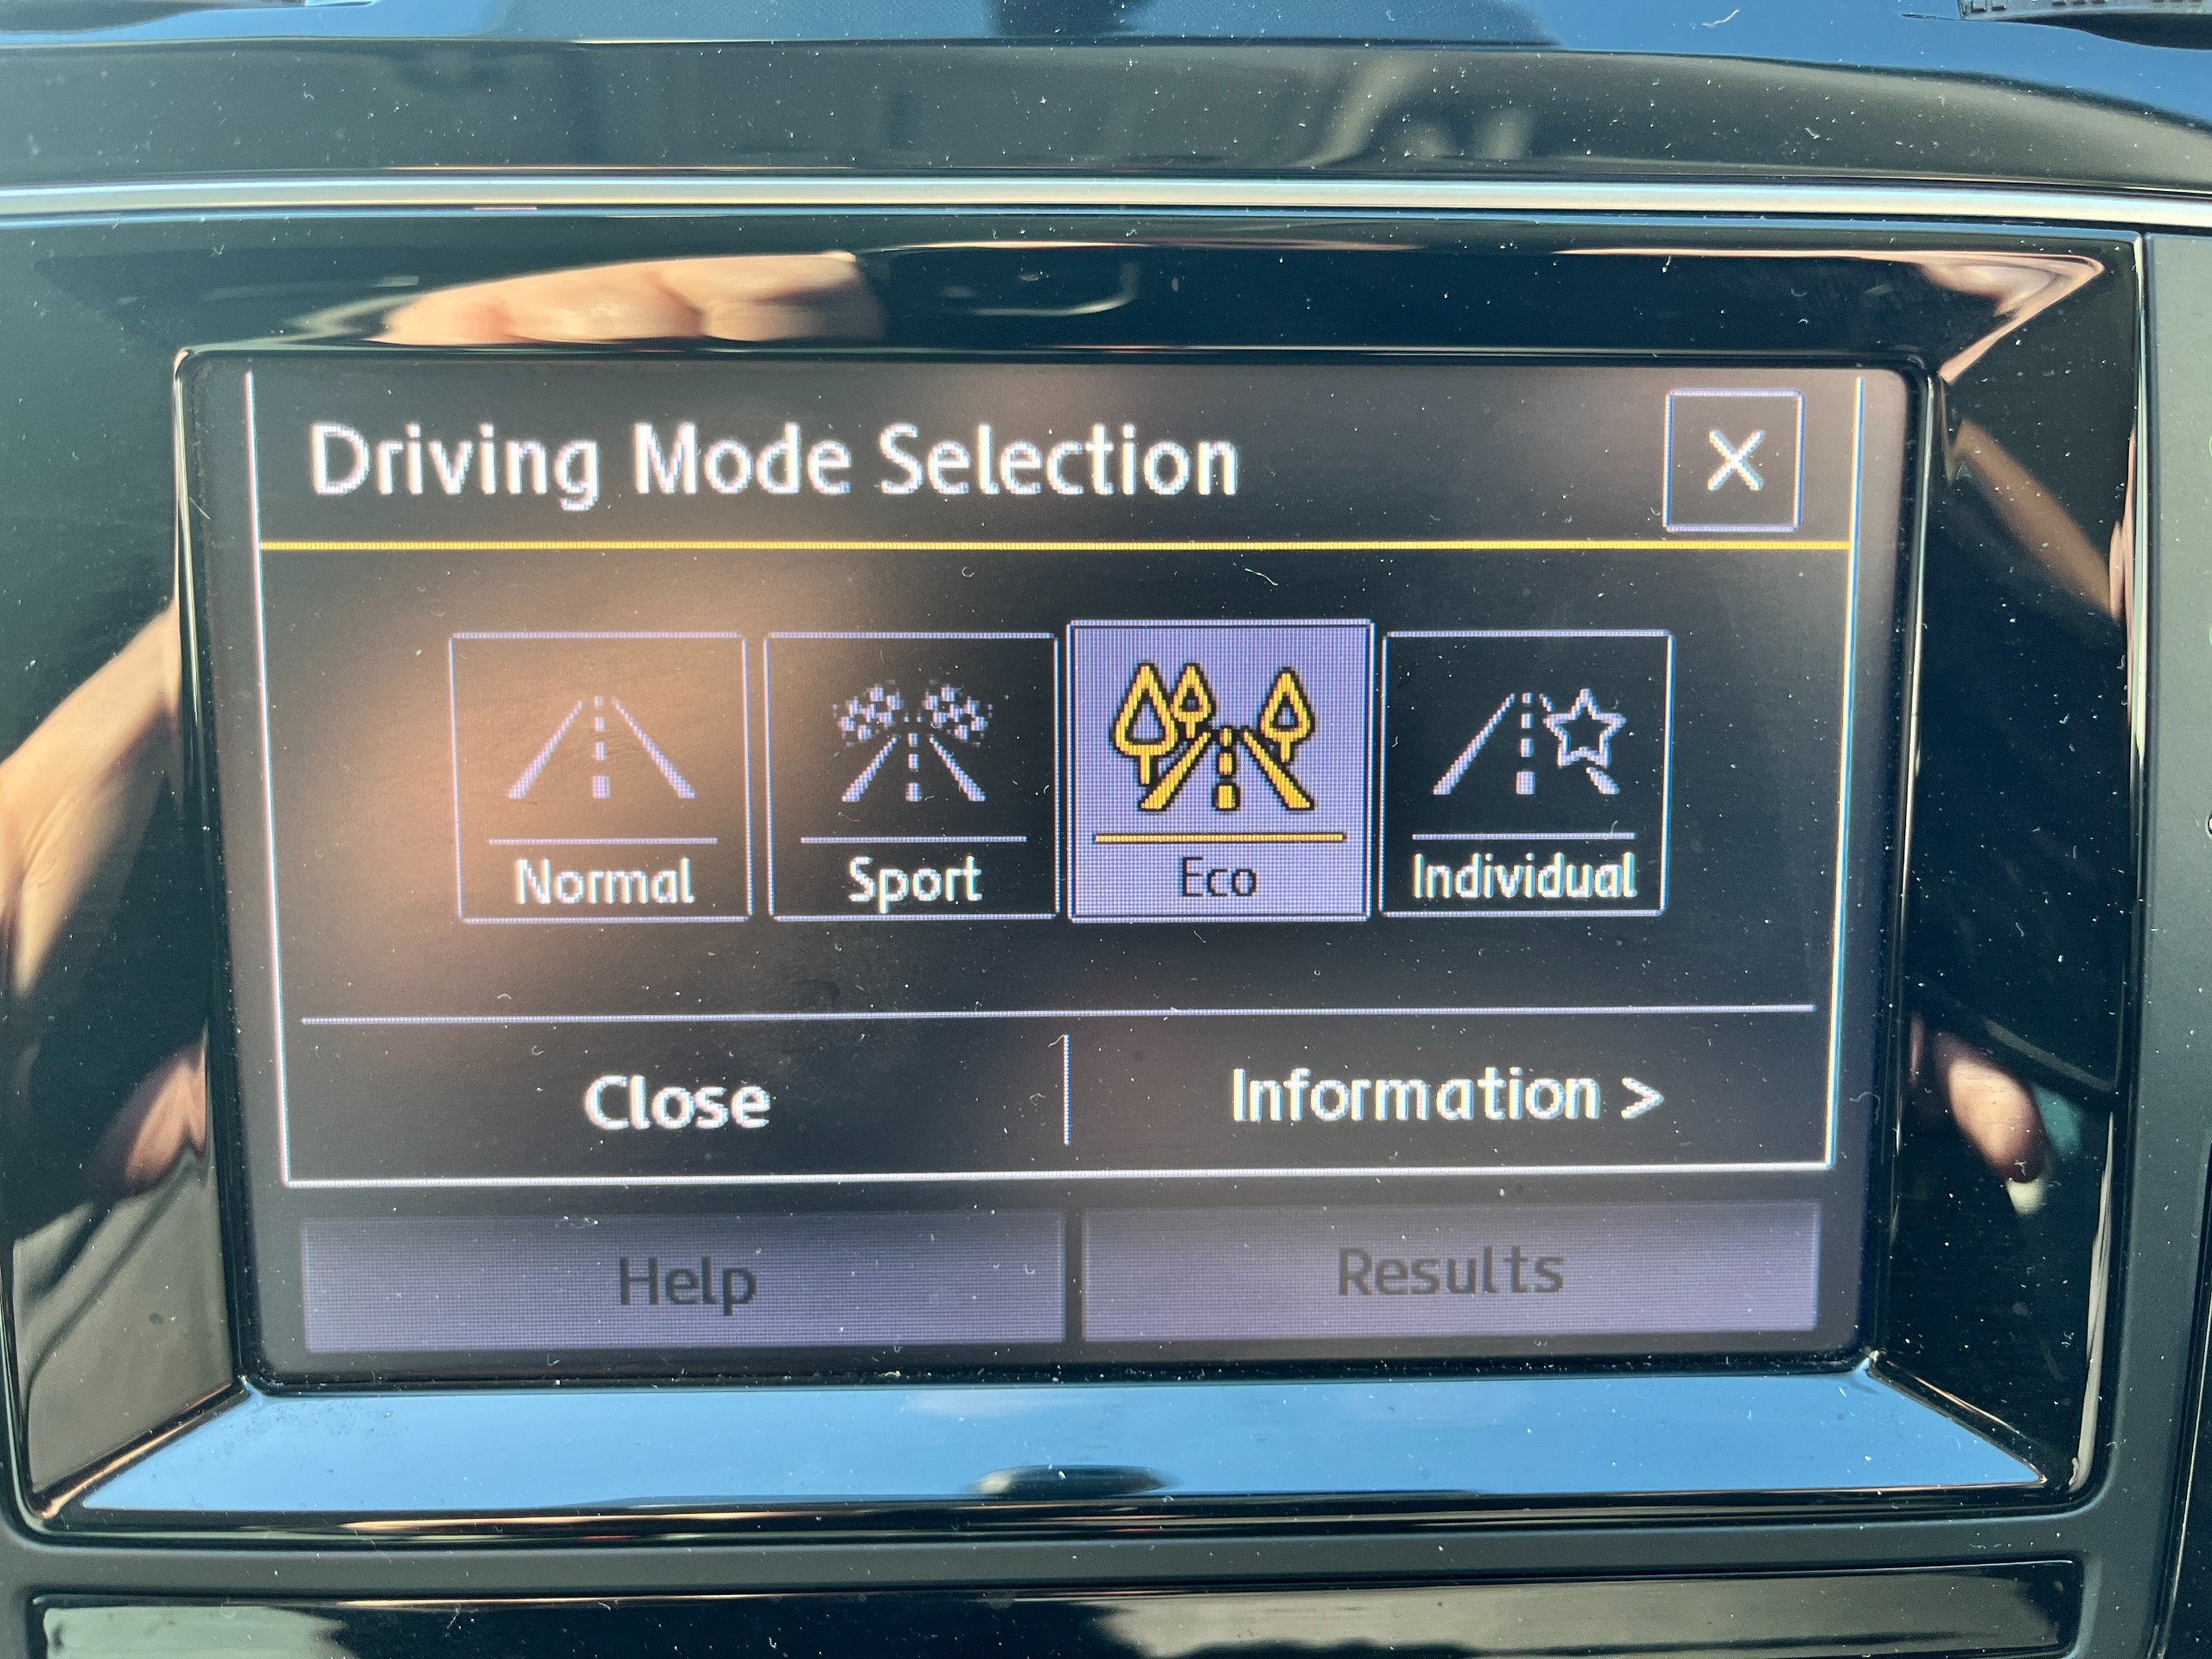 Driving Mode Selection X
Normal Sport Eco Individual
Close Information >
Help Results